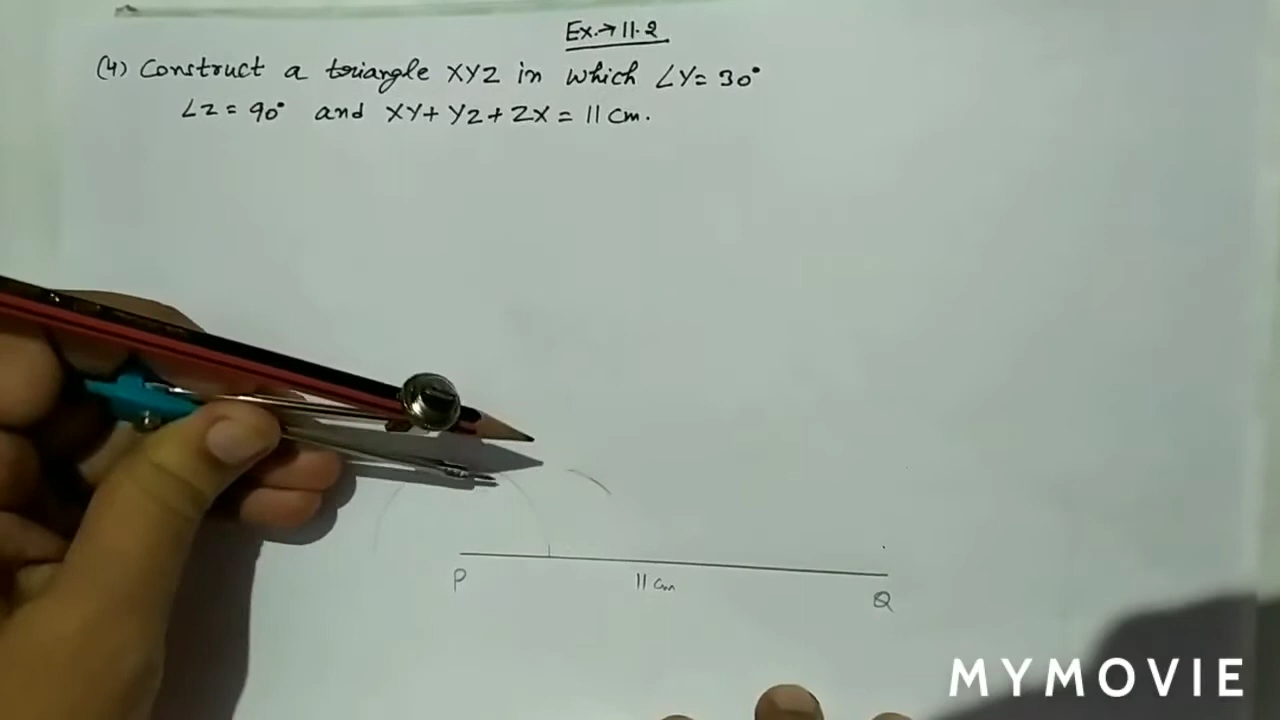 Ex.→ 11.2
(4) Construct a triangle XYZ in which ∠Y= 30°
∠Z= 90° and XY+ YZ+ ZX = 11 cm.
P 11 cm Q
MYMOVIE